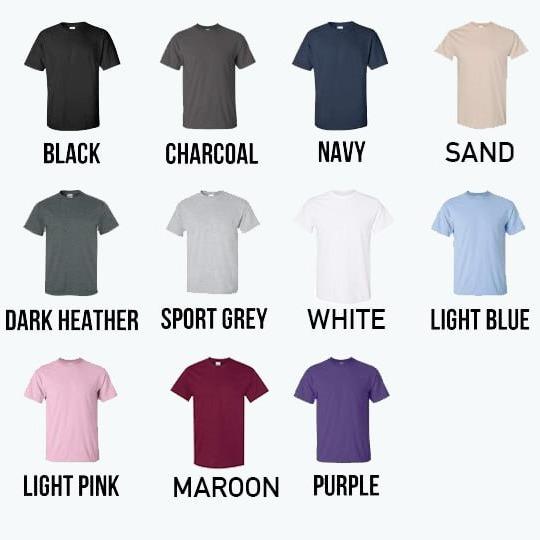 BLACK
CHARCOAL
NAVY
SAND
DARK HEATHER
SPORT GREY
WHITE
LIGHT BLUE
LIGHT PINK
MAROON
PURPLE